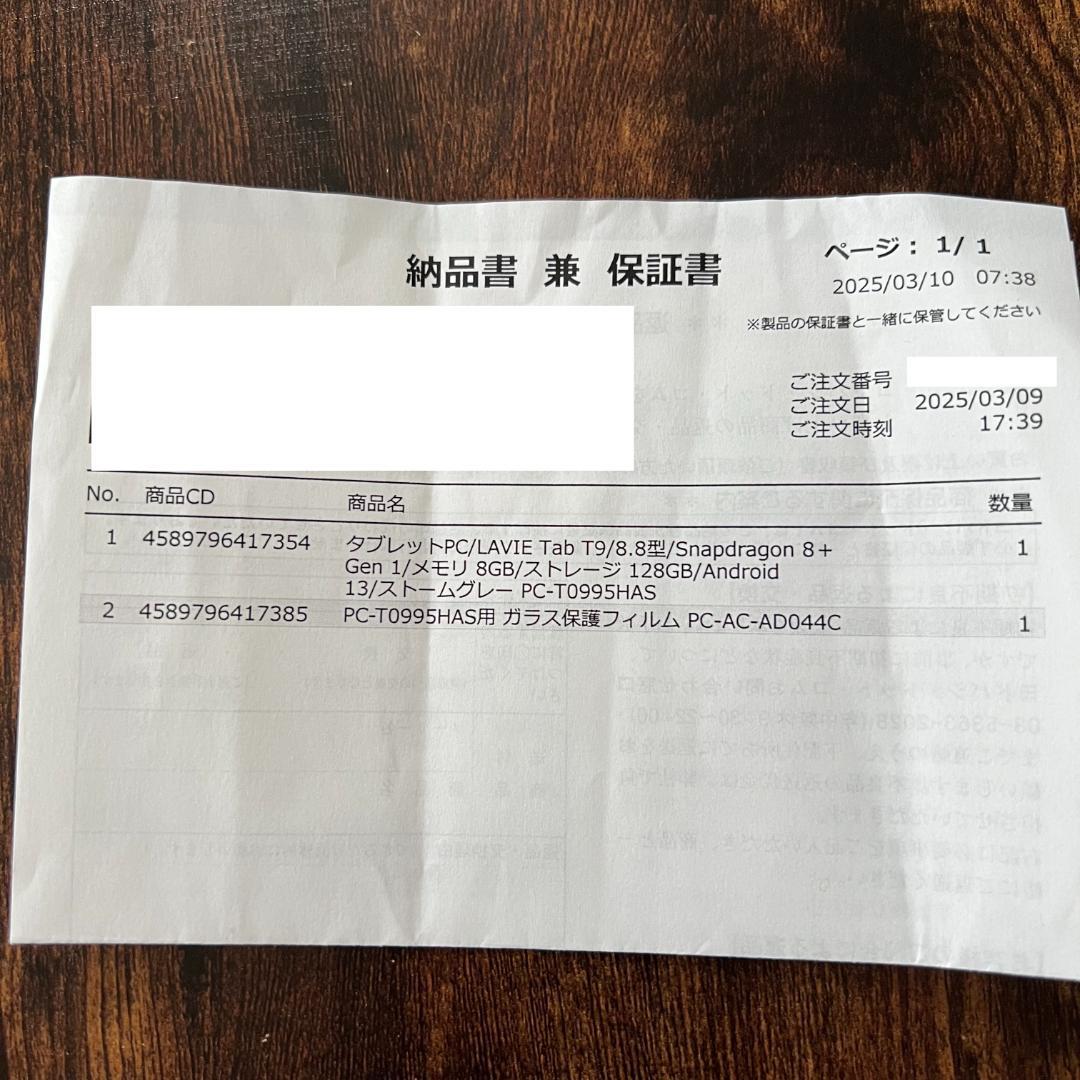 納品書 兼 保証書
ページ： 1/ 1
2025/03/10 07:38
※製品の保証書と一緒に保管してください
ご注文番号
ご注文日 2025/03/09
ご注文時刻 17:39
No. 商品CD 商品名 数量
1 4589796417354 タブレットPC/LAVIE Tab T9/8.8型/Snapdragon 8＋ 1
Gen 1/メモリ 8GB/ストレージ 128GB/Android
13/ストームグレー PC-T0995HAS
2 4589796417385 PC-T0995HAS用 ガラス保護フィルム PC-AC-AD044C 1